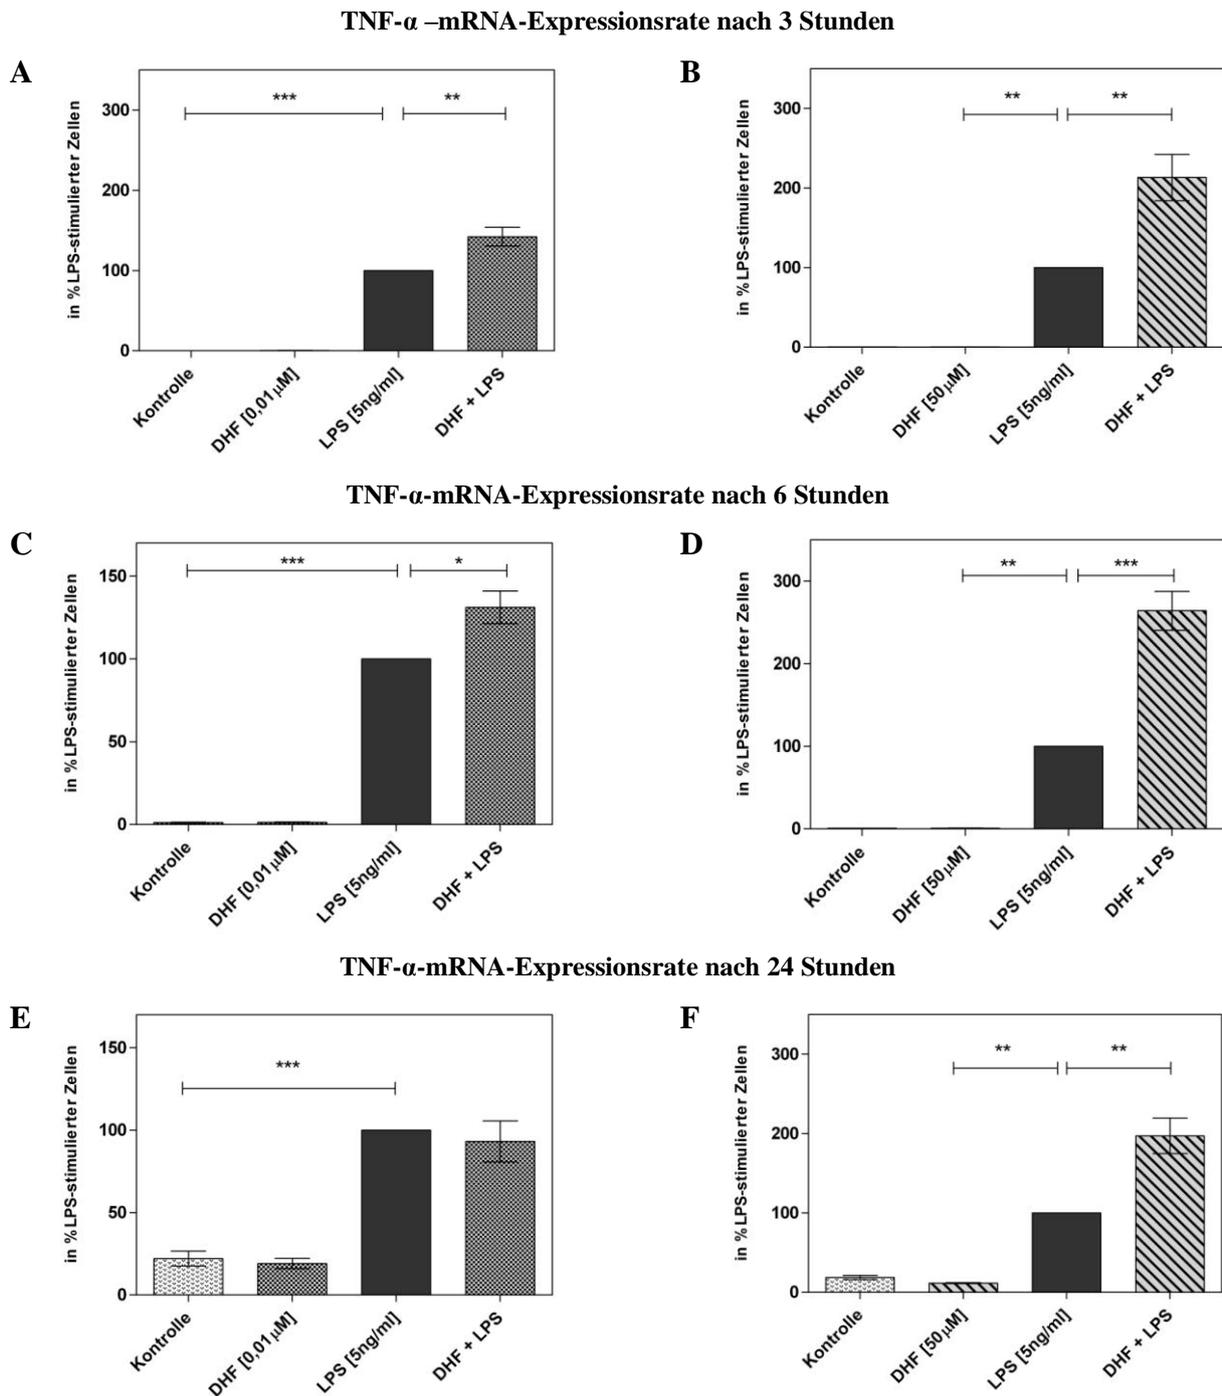 TNF-α –mRNA-Expressionsrate nach 3 Stunden
A
in %LPS-stimulierter Zellen
300
200
100
0
***
**
Kontrolle
DHF [0,01µM]
LPS [5ng/ml]
DHF + LPS
B
in %LPS-stimulierter Zellen
300
200
100
0
**
**
Kontrolle
DHF [50µM]
LPS [5ng/ml]
DHF + LPS
TNF-α-mRNA-Expressionsrate nach 6 Stunden
C
in %LPS-stimulierter Zellen
150
100
50
0
***
*
Kontrolle
DHF [0,01µM]
LPS [5ng/ml]
DHF + LPS
D
in %LPS-stimulierter Zellen
300
200
100
0
**
***
Kontrolle
DHF [50µM]
LPS [5ng/ml]
DHF + LPS
TNF-α-mRNA-Expressionsrate nach 24 Stunden
E
in %LPS-stimulierter Zellen
150
100
50
0
***
Kontrolle
DHF [0,01µM]
LPS [5ng/ml]
DHF + LPS
F
in %LPS-stimulierter Zellen
300
200
100
0
**
**
Kontrolle
DHF [50µM]
LPS [5ng/ml]
DHF + LPS